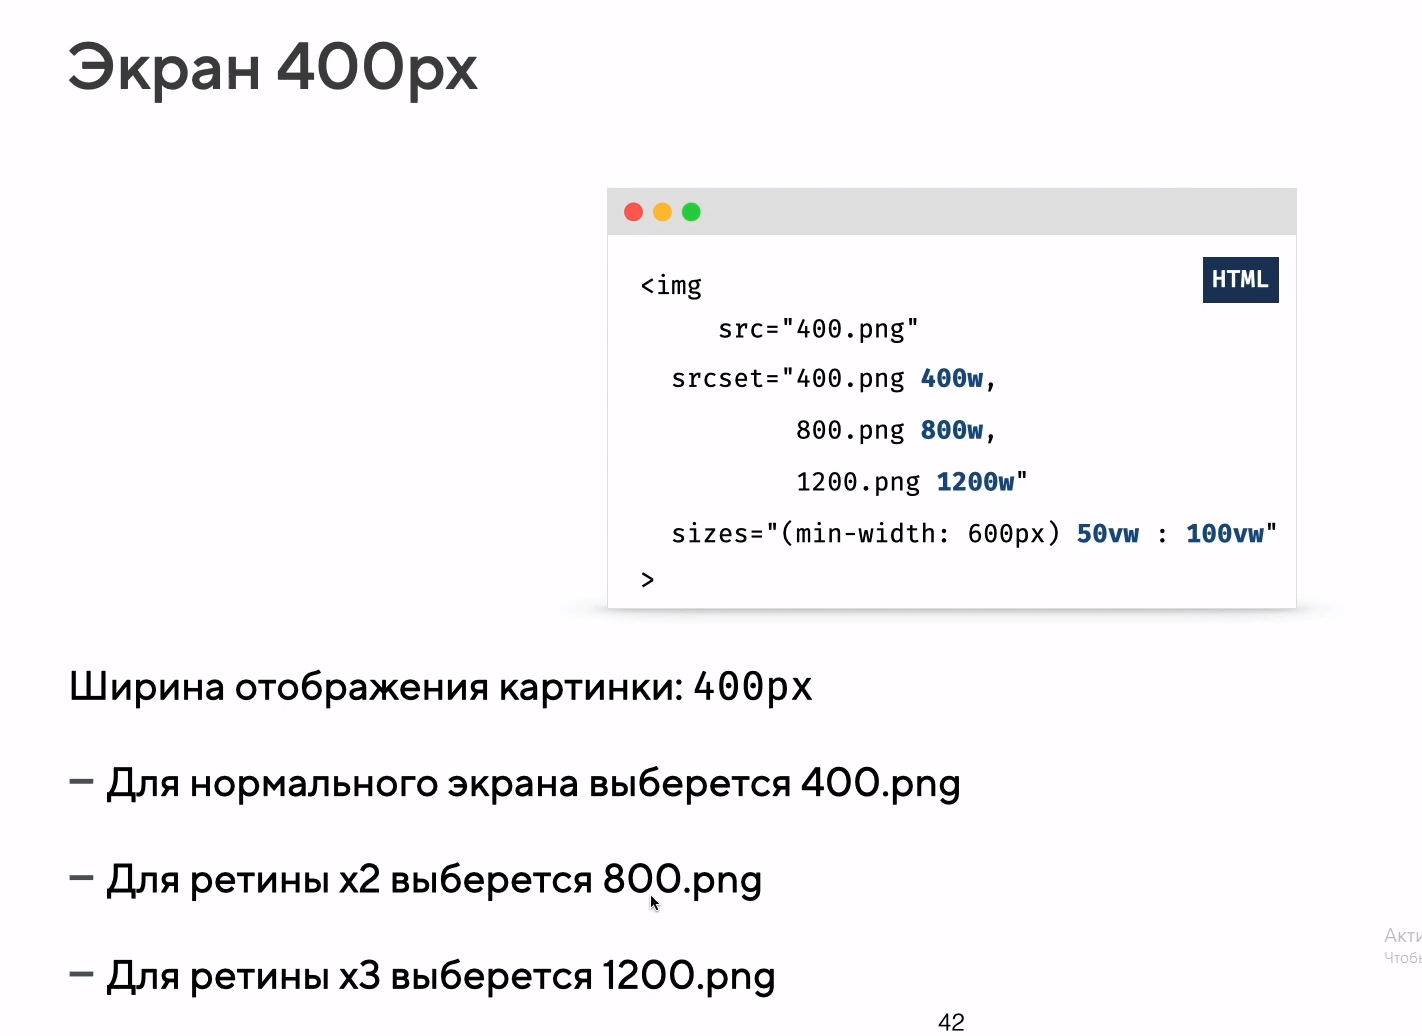 Экран 400px
HTML
<img
src="400.png"
srcset="400.png 400w,
800.png 800w,
1200.png 1200w"
sizes="(min-width: 600px) 50vw : 100vw"
>
Ширина отображения картинки: 400px
– Для нормального экрана выберется 400.png
– Для ретины x2 выберется 800.png
– Для ретины x3 выберется 1200.png
42